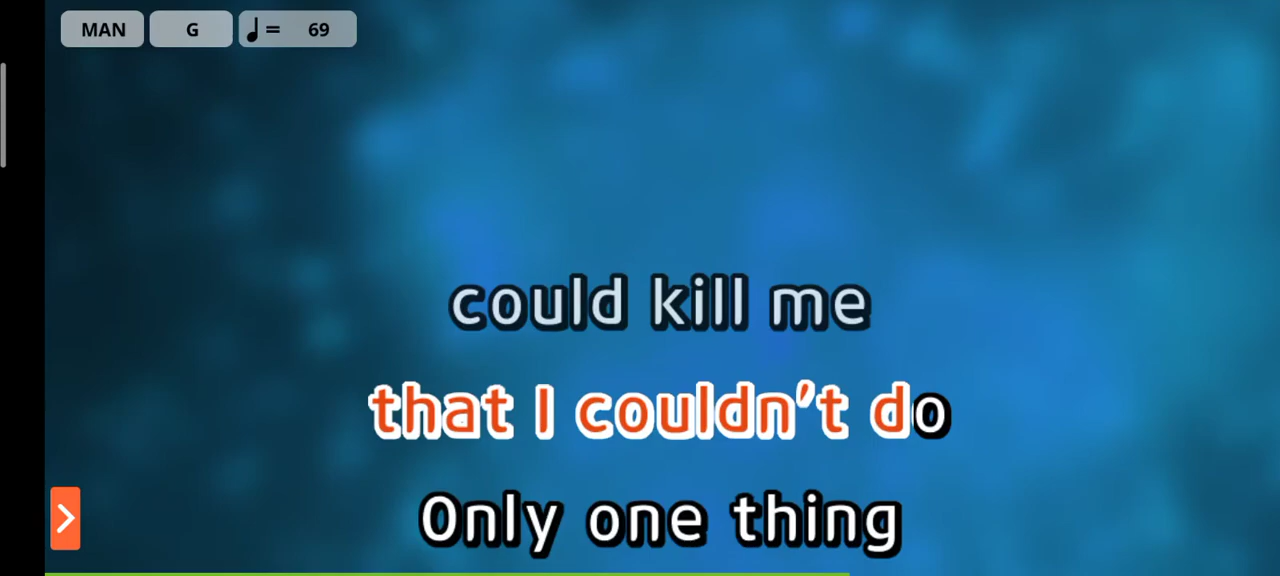 MAN G ♩= 69
could kill me
that I couldn't do
Only one thing